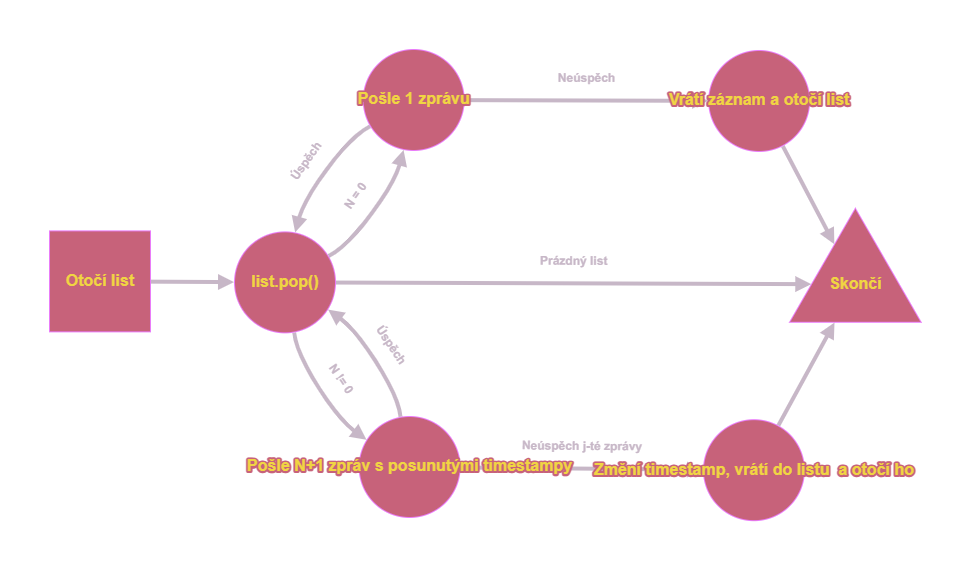 Neúspěch
Pošle 1 zprávu
Vrátí záznam a otočí list
Úspěch
N = 0
Prázdný list
Otočí list
list.pop()
Skončí
Úspěch
N != 0
Neúspěch j-té zprávy
Pošle N+1 zpráv s posunutými timestampy
Změní timestamp, vrátí do listu a otočí ho